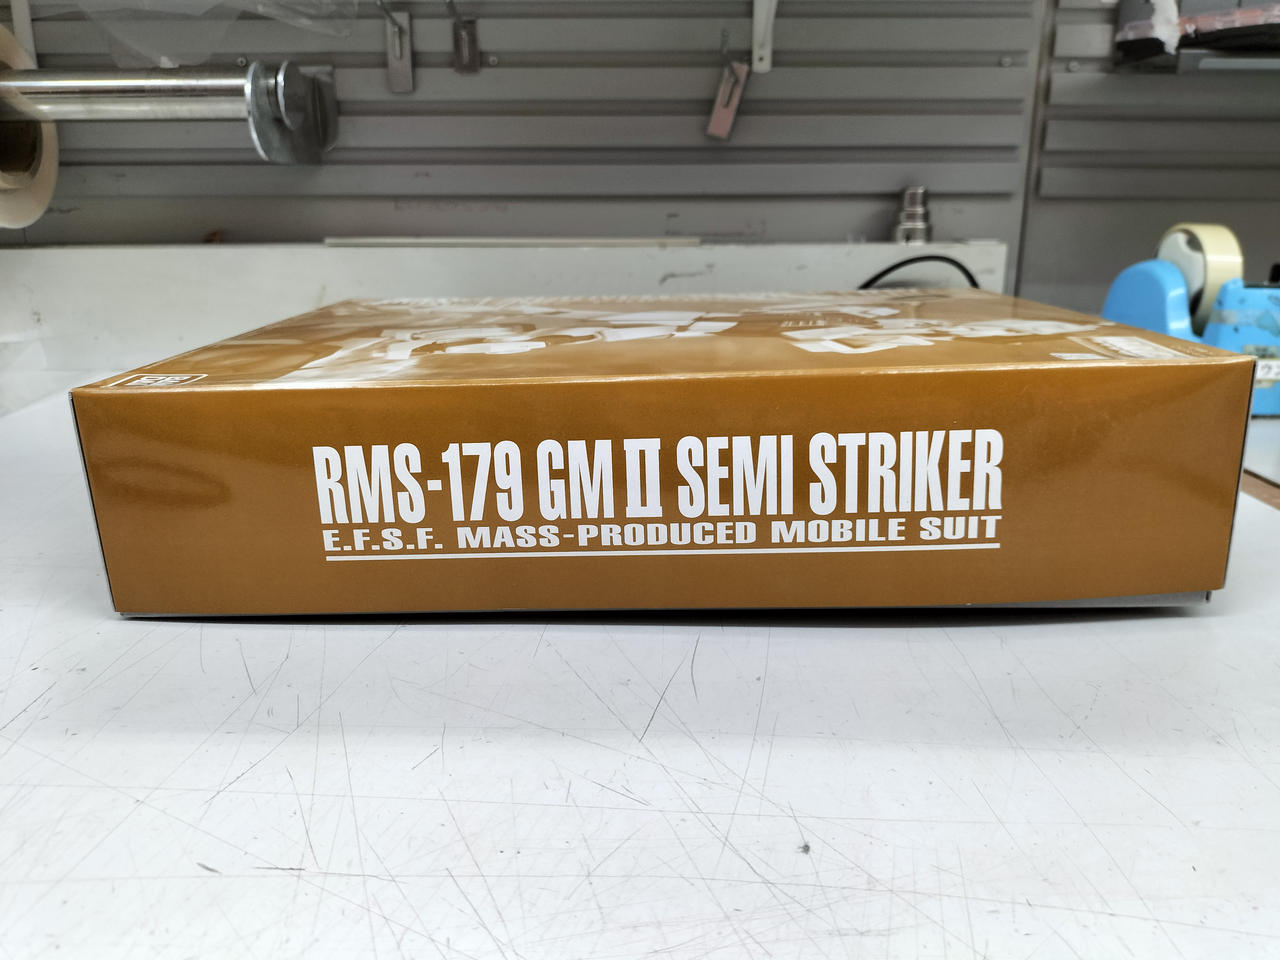 RMS-179 GM II SEMI STRIKER
E.F.S.F. MASS-PRODUCED MOBILE SUIT